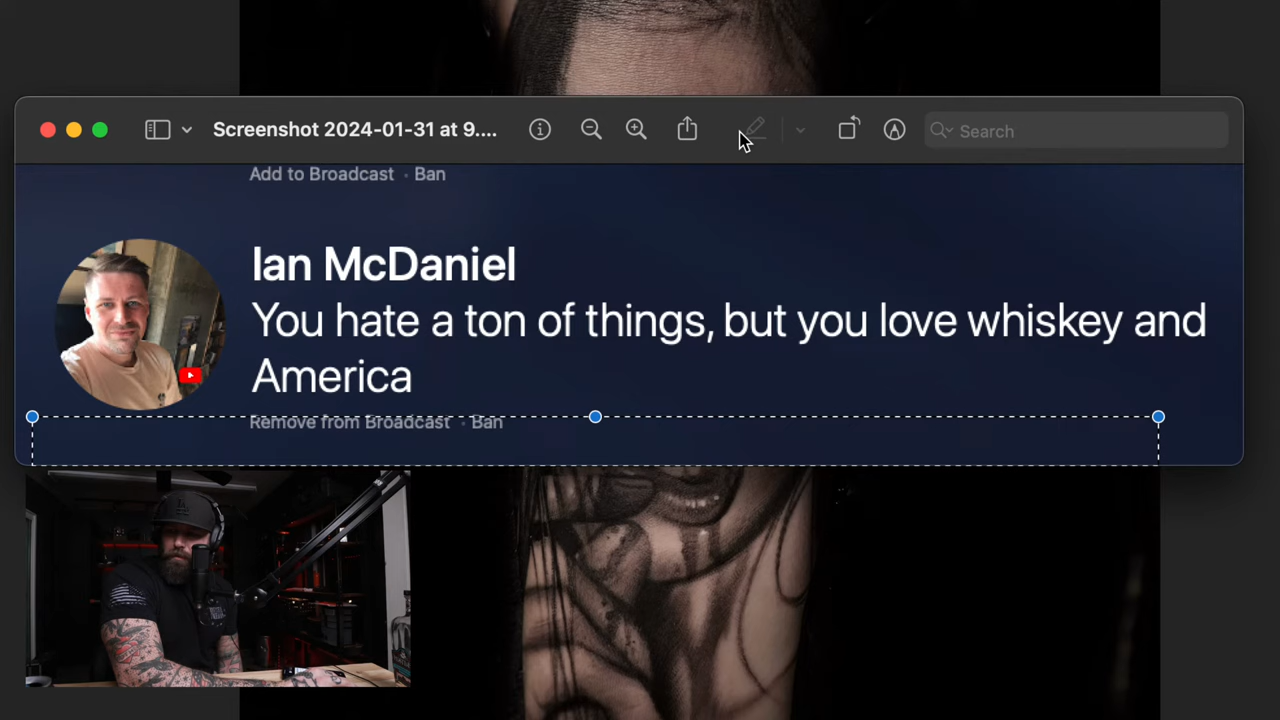 Screenshot 2024-01-31 at 9....
Search
Add to Broadcast · Ban
Ian McDaniel
You hate a ton of things, but you love whiskey and
America
Remove from Broadcast · Ban